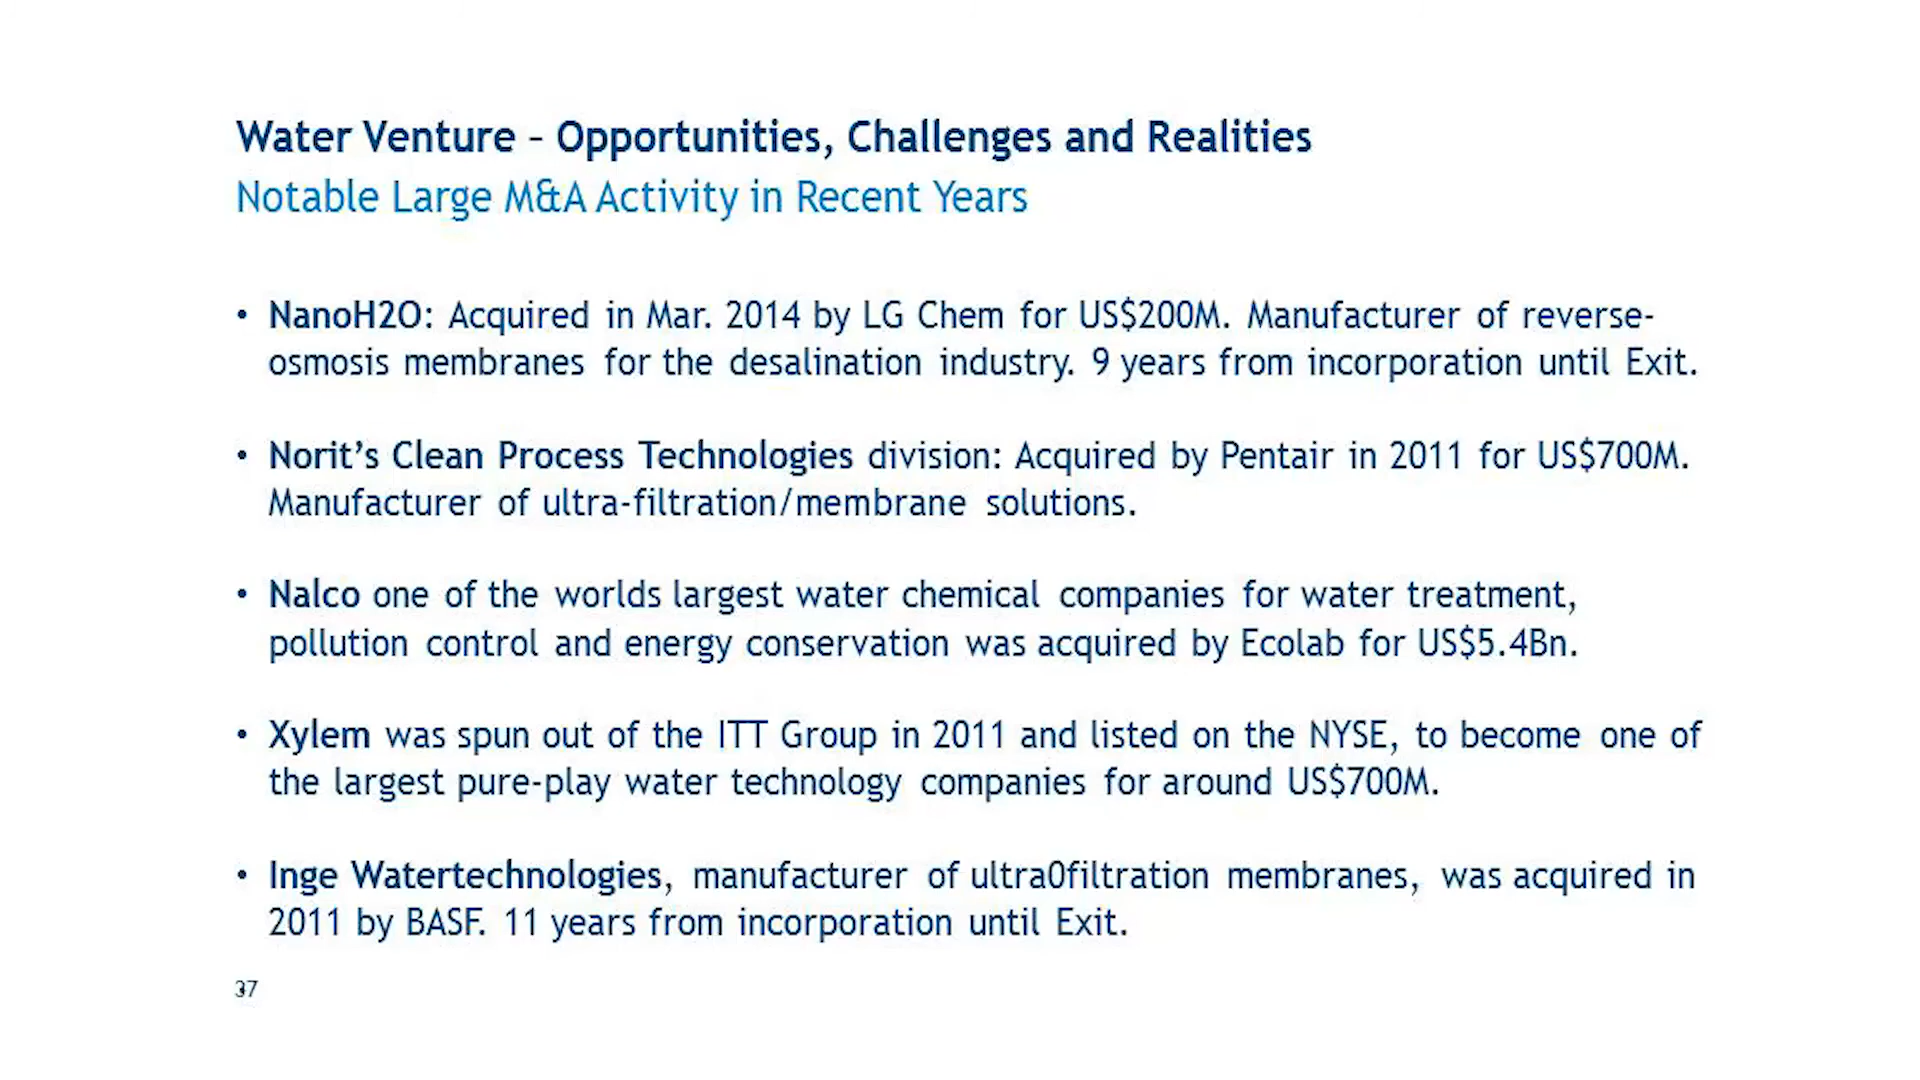 Water Venture – Opportunities, Challenges and Realities
Notable Large M&A Activity in Recent Years
• NanoH2O: Acquired in Mar. 2014 by LG Chem for US$200M. Manufacturer of reverse-
osmosis membranes for the desalination industry. 9 years from incorporation until Exit.
• Norit’s Clean Process Technologies division: Acquired by Pentair in 2011 for US$700M.
Manufacturer of ultra-filtration/membrane solutions.
• Nalco one of the worlds largest water chemical companies for water treatment,
pollution control and energy conservation was acquired by Ecolab for US$5.4Bn.
• Xylem was spun out of the ITT Group in 2011 and listed on the NYSE, to become one of
the largest pure-play water technology companies for around US$700M.
• Inge Watertechnologies, manufacturer of ultra0filtration membranes, was acquired in
2011 by BASF. 11 years from incorporation until Exit.
37